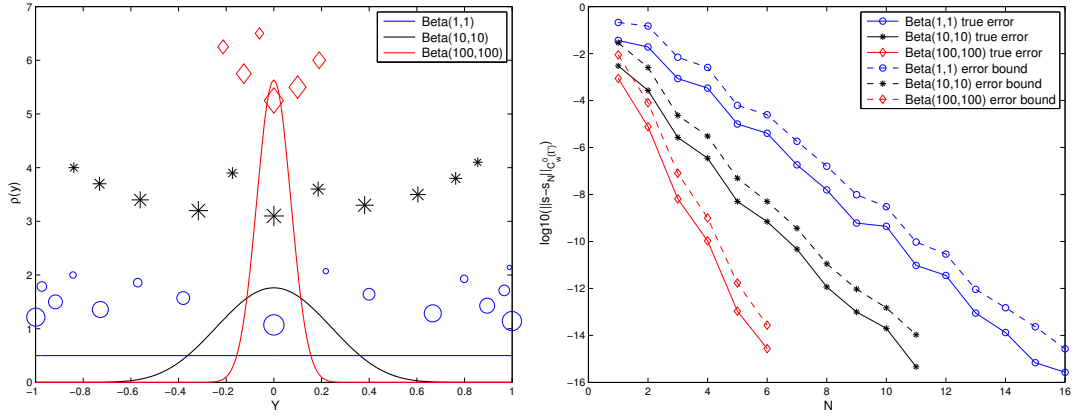 Beta(1,1)
Beta(10,10)
Beta(100,100)
ρ(y)
7
6
5
4
3
2
1
0
−1 −0.8 −0.6 −0.4 −0.2 0 0.2 0.4 0.6 0.8 1
Y
Beta(1,1) true error
Beta(10,10) true error
Beta(100,100) true error
Beta(1,1) error bound
Beta(10,10) error bound
Beta(100,100) error bound
log10(||s−s_N||_{C^0_w(Γ)})
0
−2
−4
−6
−8
−10
−12
−14
−16
0 2 4 6 8 10 12 14 16
N